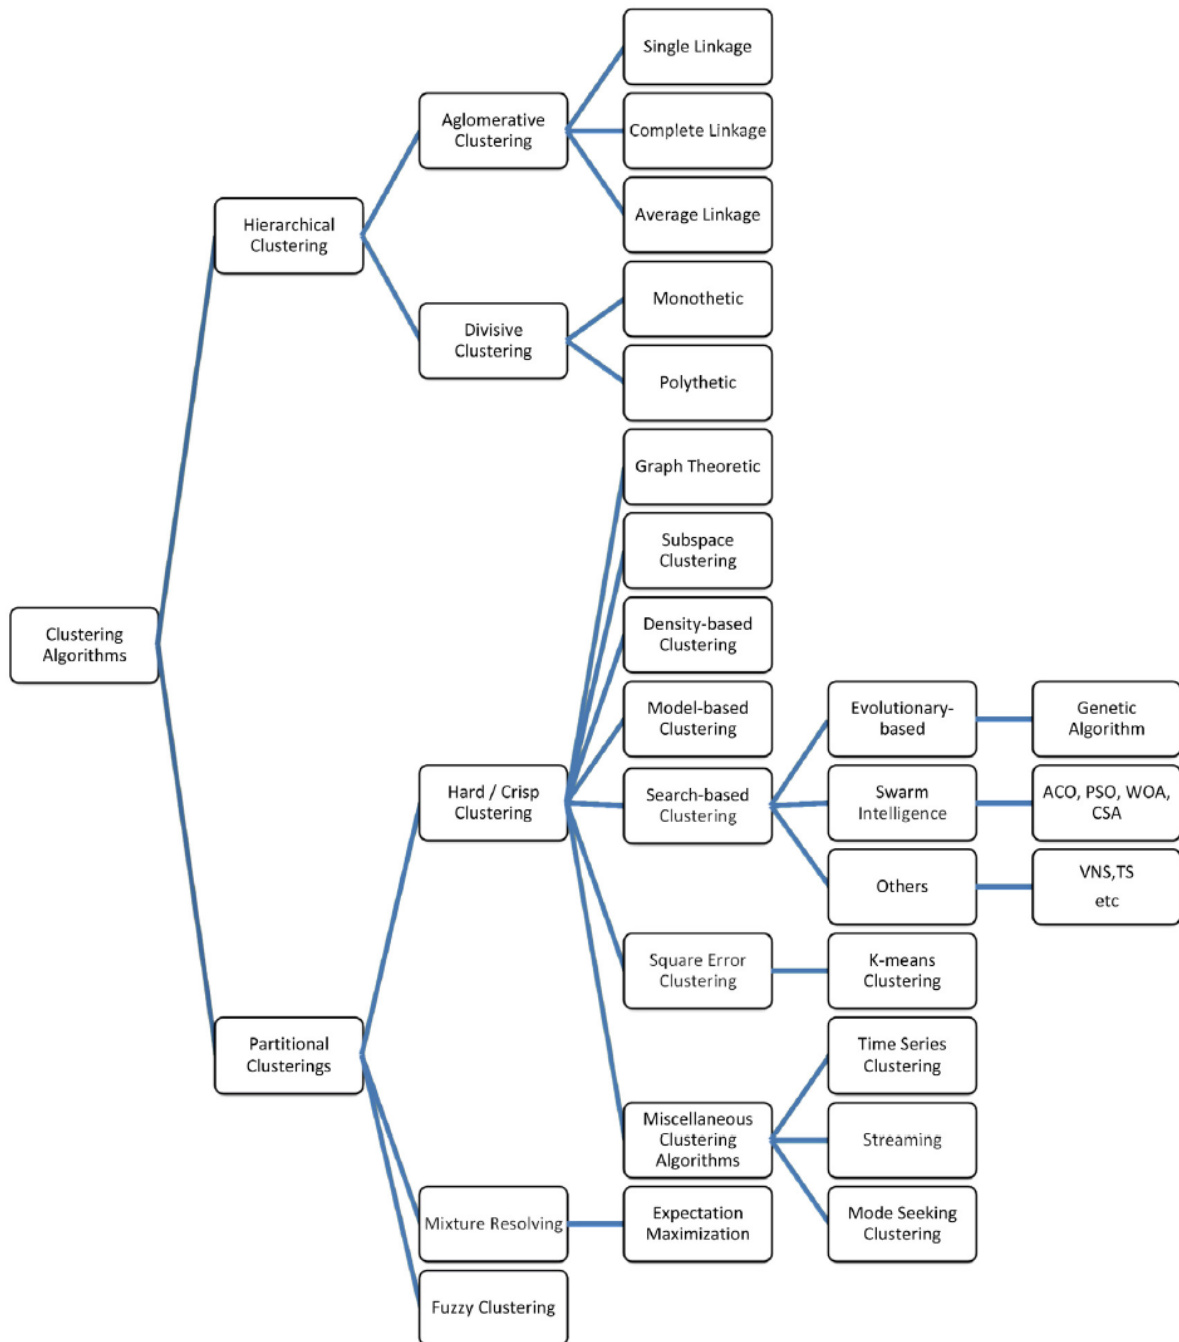 Single Linkage
Aglomerative
Clustering
Complete Linkage
Average Linkage
Hierarchical
Clustering
Monothetic
Divisive
Clustering
Polythetic
Graph Theoretic
Subspace
Clustering
Density-based
Clustering
Clustering
Algorithms
Model-based
Clustering
Evolutionary-
based
Genetic
Algorithm
Hard / Crisp
Clustering
Search-based
Clustering
Swarm
Intelligence
ACO, PSO, WOA,
CSA
Others
VNS,TS
etc
Square Error
Clustering
K-means
Clustering
Partitional
Clusterings
Time Series
Clustering
Miscellaneous
Clustering
Algorithms
Streaming
Mixture Resolving
Expectation
Maximization
Mode Seeking
Clustering
Fuzzy Clustering